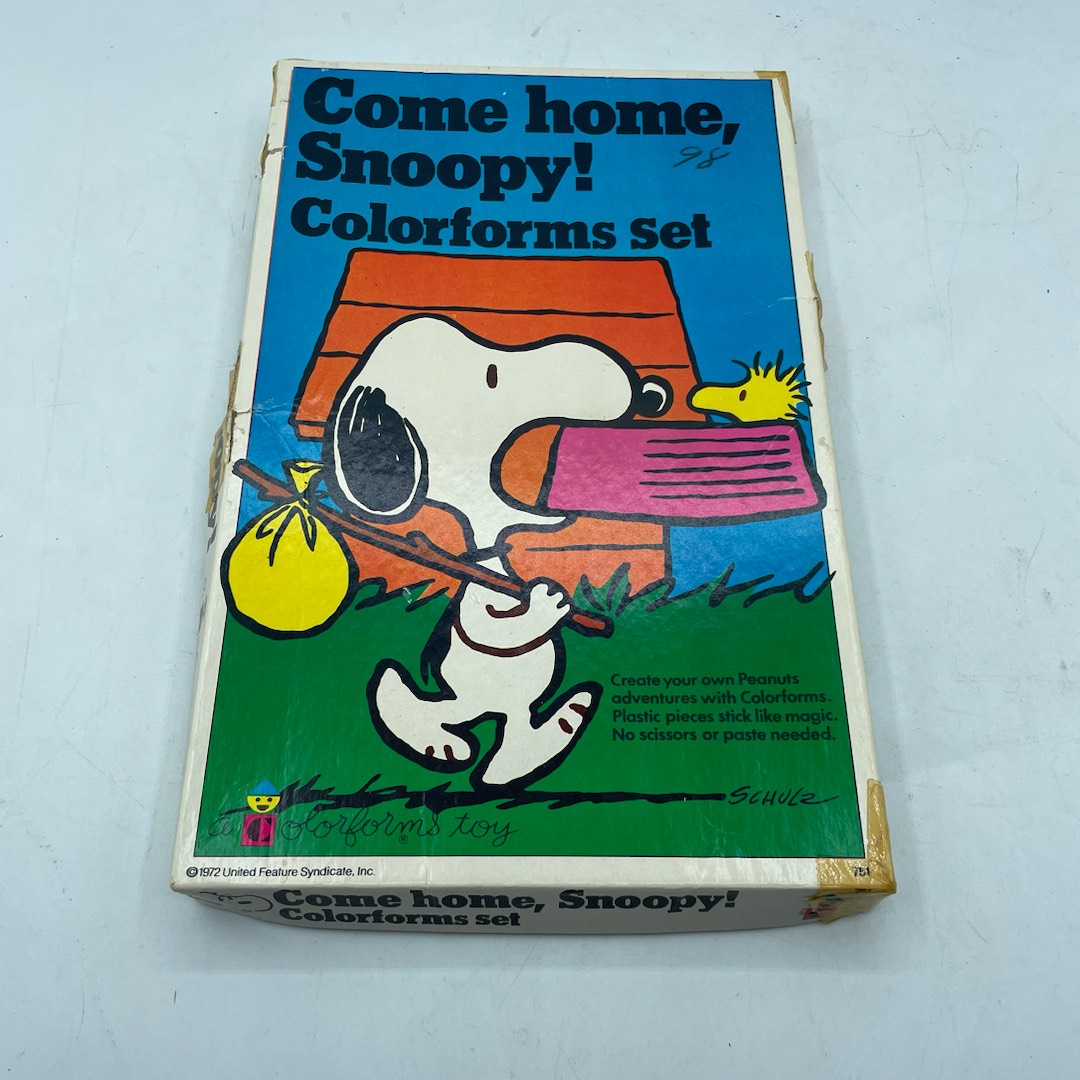 Come home,
98
Snoopy!
Colorforms set
Create your own Peanuts
adventures with Colorforms.
Plastic pieces stick like magic.
No scissors or paste needed.
SCHULZ
a Colorforms® toy
©1972 United Feature Syndicate, Inc.
751
Come home, Snoopy!
Colorforms set